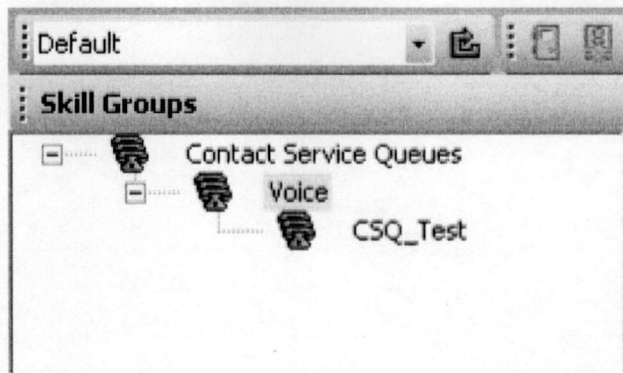 Default
Skill Groups
Contact Service Queues
Voice
CSQ_Test